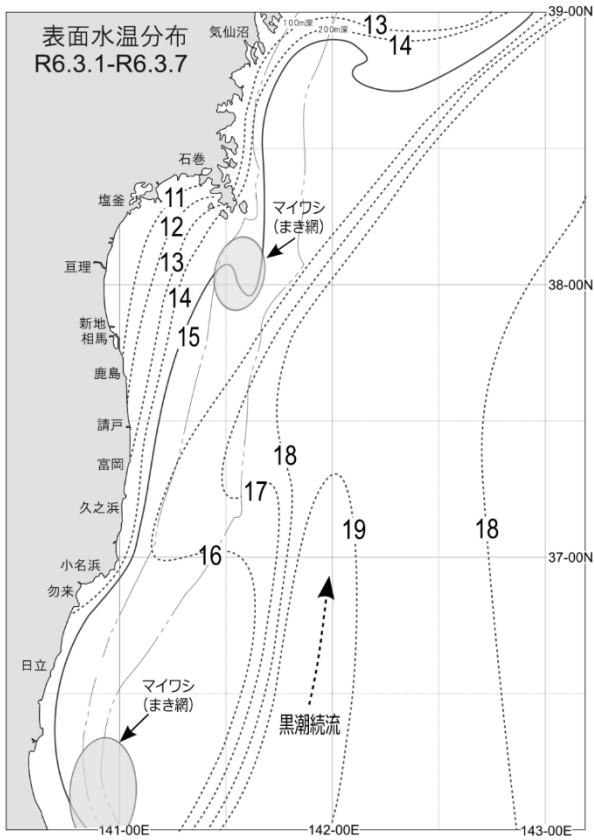 表面水温分布
R6.3.1-R6.3.7
気仙沼
100m深
200m深
13
14
39-00N
石巻
塩釜
11
12
13
14
15
マイワシ
(まき網)
亘理
38-00N
新地
相馬
鹿島
請戸
富岡
久之浜
小名浜
勿来
日立
18
17
16
19
18
37-00N
マイワシ
(まき網)
黒潮続流
141-00E
142-00E
143-00E